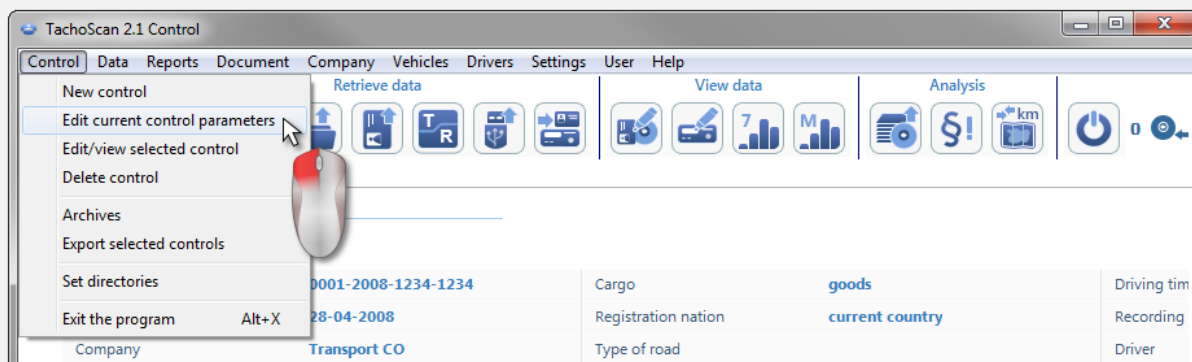 TachoScan 2.1 Control
Control Data Reports Document Company Vehicles Drivers Settings User Help
New control
Edit current control parameters
Edit/view selected control
Delete control
Archives
Export selected controls
Set directories
Exit the program Alt+X
Retrieve data View data Analysis
T R 7 M §! km 0
0001-2008-1234-1234 Cargo goods Driving tim
28-04-2008 Registration nation current country Recording
Company Transport CO Type of road Driver